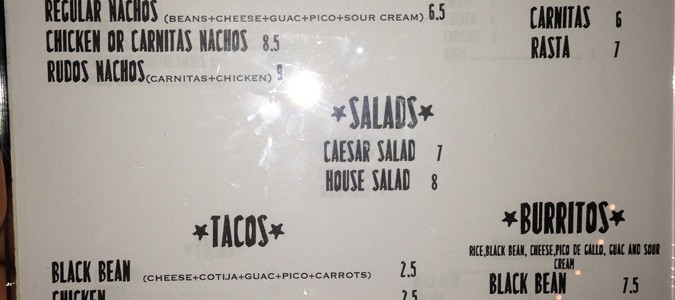 REGULAR NACHOS (BEANS+CHEESE+GUAC+PICO+SOUR CREAM) 6.5
CHICKEN OR CARNITAS NACHOS 8.5
RUDOS NACHOS (CARNITAS+CHICKEN) 9
CARNITAS 6
RASTA 7
*SALADS*
CAESAR SALAD 7
HOUSE SALAD 8
*TACOS*
BLACK BEAN (CHEESE+COTIJA+GUAC+PICO+CARROTS) 2.5
CHICKEN 2.5
*BURRITOS*
RICE,BLACK BEAN, CHEESE,PICO DE GALLO, GUAC AND SOUR
CREAM
BLACK BEAN 7.5